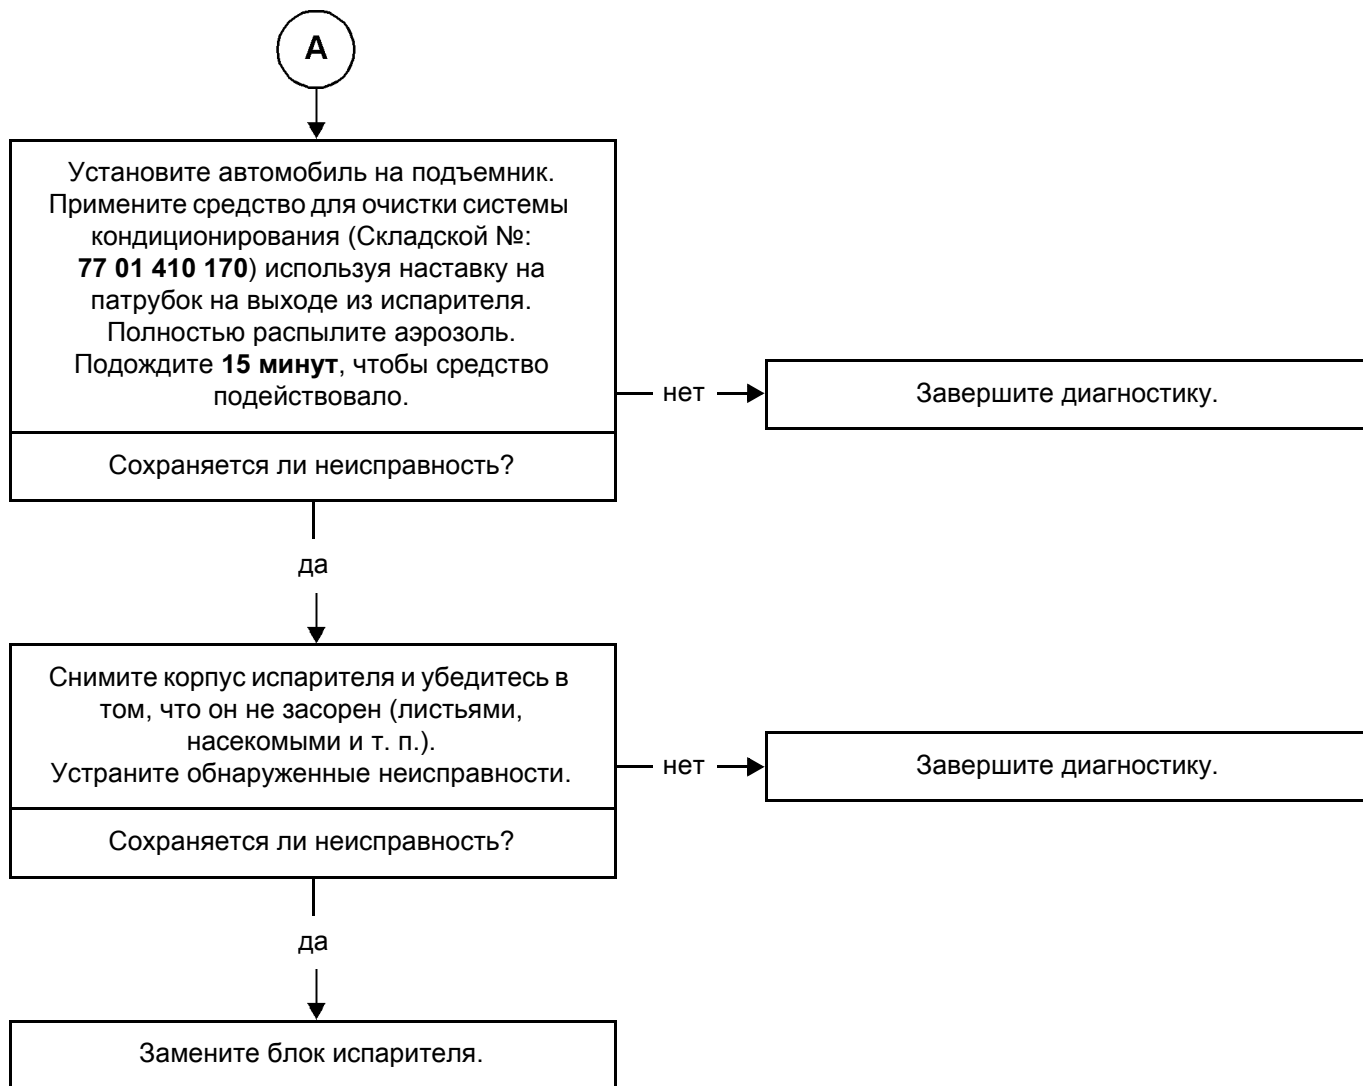 А
Установите автомобиль на подъемник.
Примените средство для очистки системы
кондиционирования (Складской №:
77 01 410 170) используя наставку на
патрубок на выходе из испарителя.
Полностью распылите аэрозоль.
Подождите 15 минут, чтобы средство
подействовало.
Сохраняется ли неисправность?
нет
Завершите диагностику.
да
Снимите корпус испарителя и убедитесь в
том, что он не засорен (листьями,
насекомыми и т. п.).
Устраните обнаруженные неисправности.
Сохраняется ли неисправность?
нет
Завершите диагностику.
да
Замените блок испарителя.